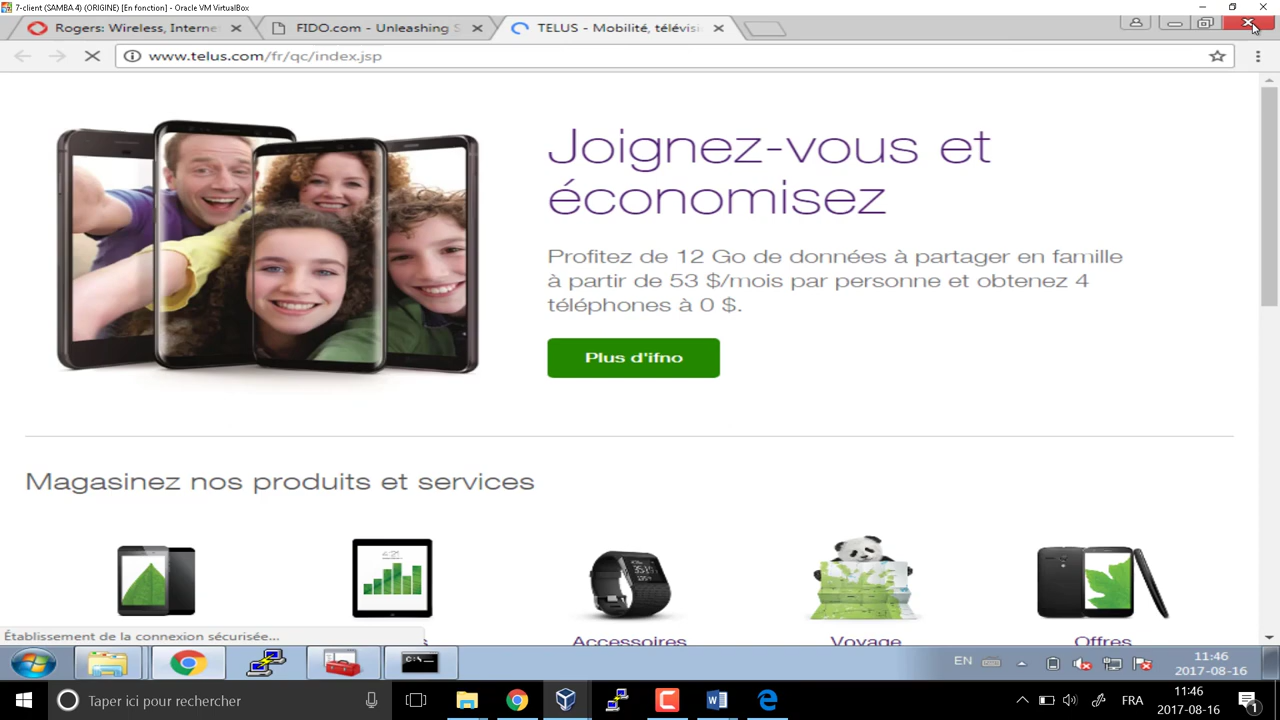 7-client (SAMBA 4) (ORIGINE) [En fonction] - Oracle VM VirtualBox
Rogers: Wireless, Interne
FIDO.com - Unleashing S
TELUS - Mobilité, télévisi
www.telus.com/fr/qc/index.jsp
Joignez-vous et
économisez
Profitez de 12 Go de données à partager en famille
à partir de 53 $/mois par personne et obtenez 4
téléphones à 0 $.
Plus d'ifno
Magasinez nos produits et services
4:21
Accessoires
Voyage
Offres
Établissement de la connexion sécurisée...
C:\.
EN
11:46
2017-08-16
Taper ici pour rechercher
FRA
11:46
2017-08-16
1